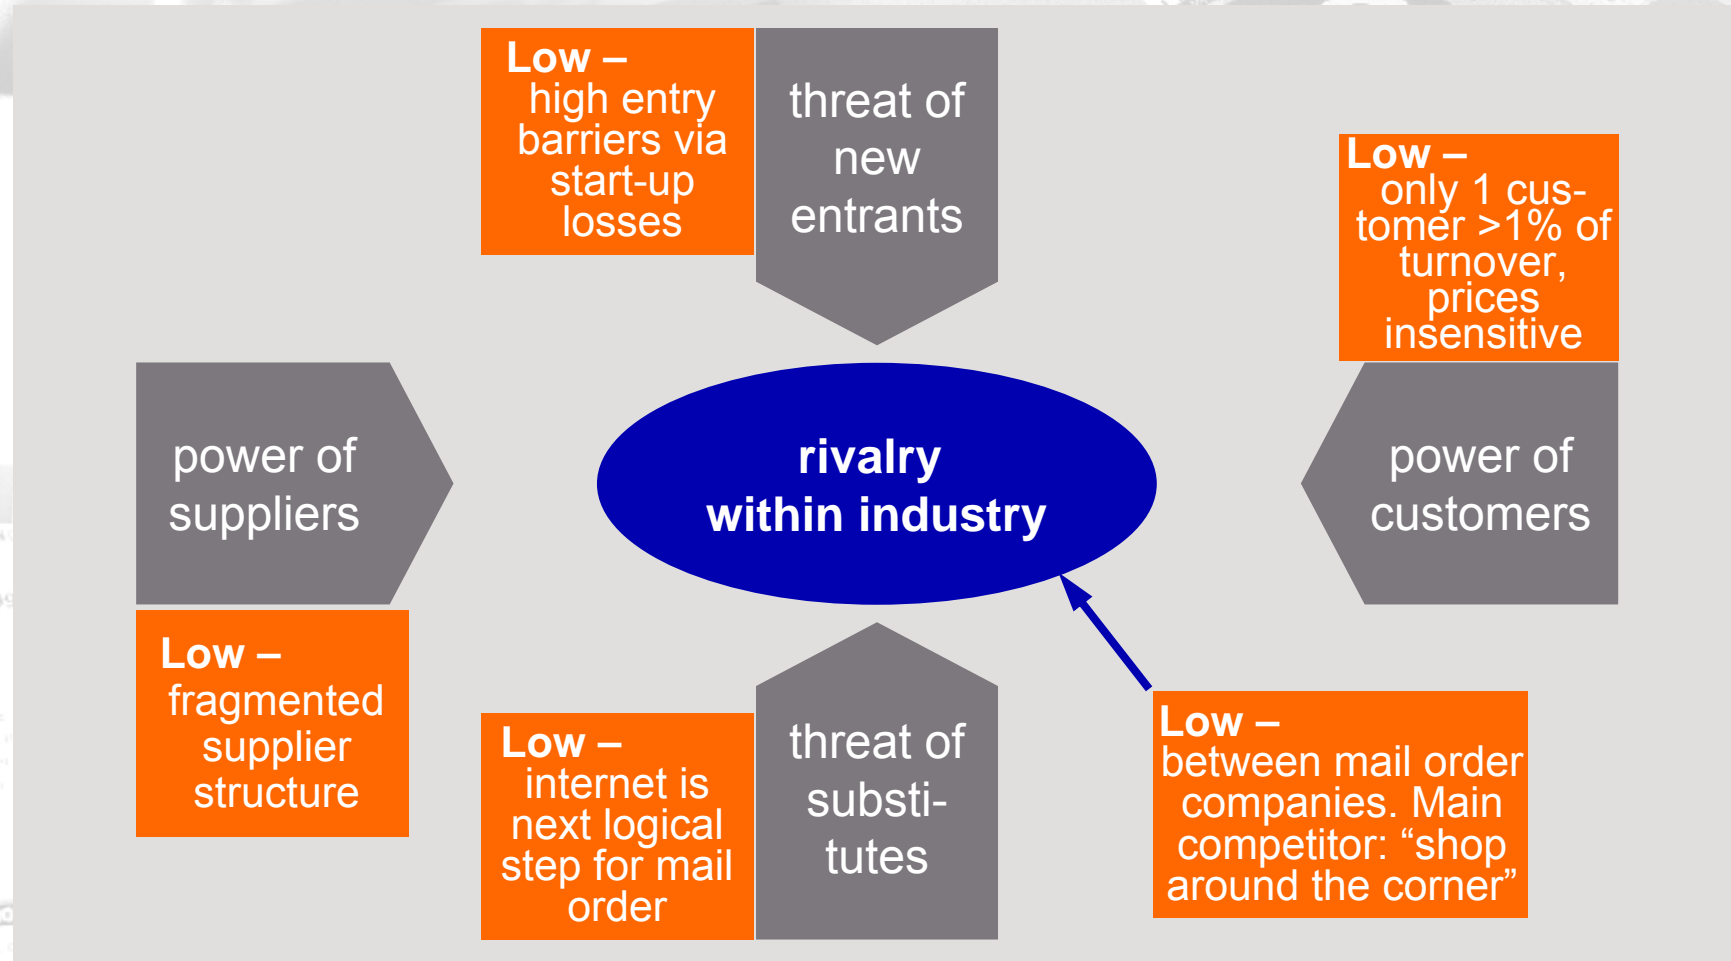 Low –
high entry
barriers via
start-up
losses
threat of
new
entrants
Low –
only 1 cus-
tomer >1% of
turnover,
prices
insensitive
power of
suppliers
rivalry
within industry
power of
customers
Low –
fragmented
supplier
structure
Low –
internet is
next logical
step for mail
order
threat of
substi-
tutes
Low –
between mail order
companies. Main
competitor: “shop
around the corner”